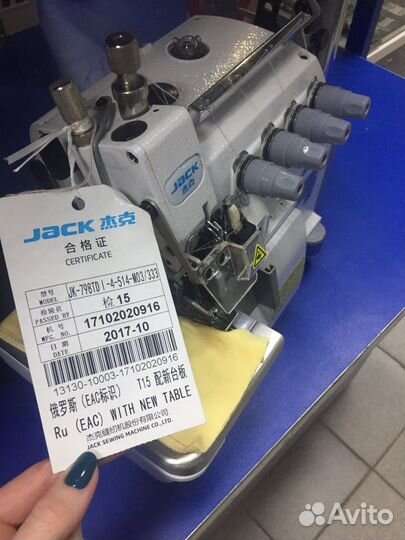 JACK
JACK 杰克
合格证
CERTIFICATE
型号
MODEL
JK-798TDI-4-514-M03/333
检验员
PASSED BY
检 15
机号
MFG. NO.
17102020916
日期
DATE
2017-10
13130-10003-17102020916
俄罗斯(EAC标识) T15 配新台板
Ru (EAC) WITH NEW TABLE
杰克缝纫机股份有限公司
JACK SEWING MACHINE CO., LTD.
Avito